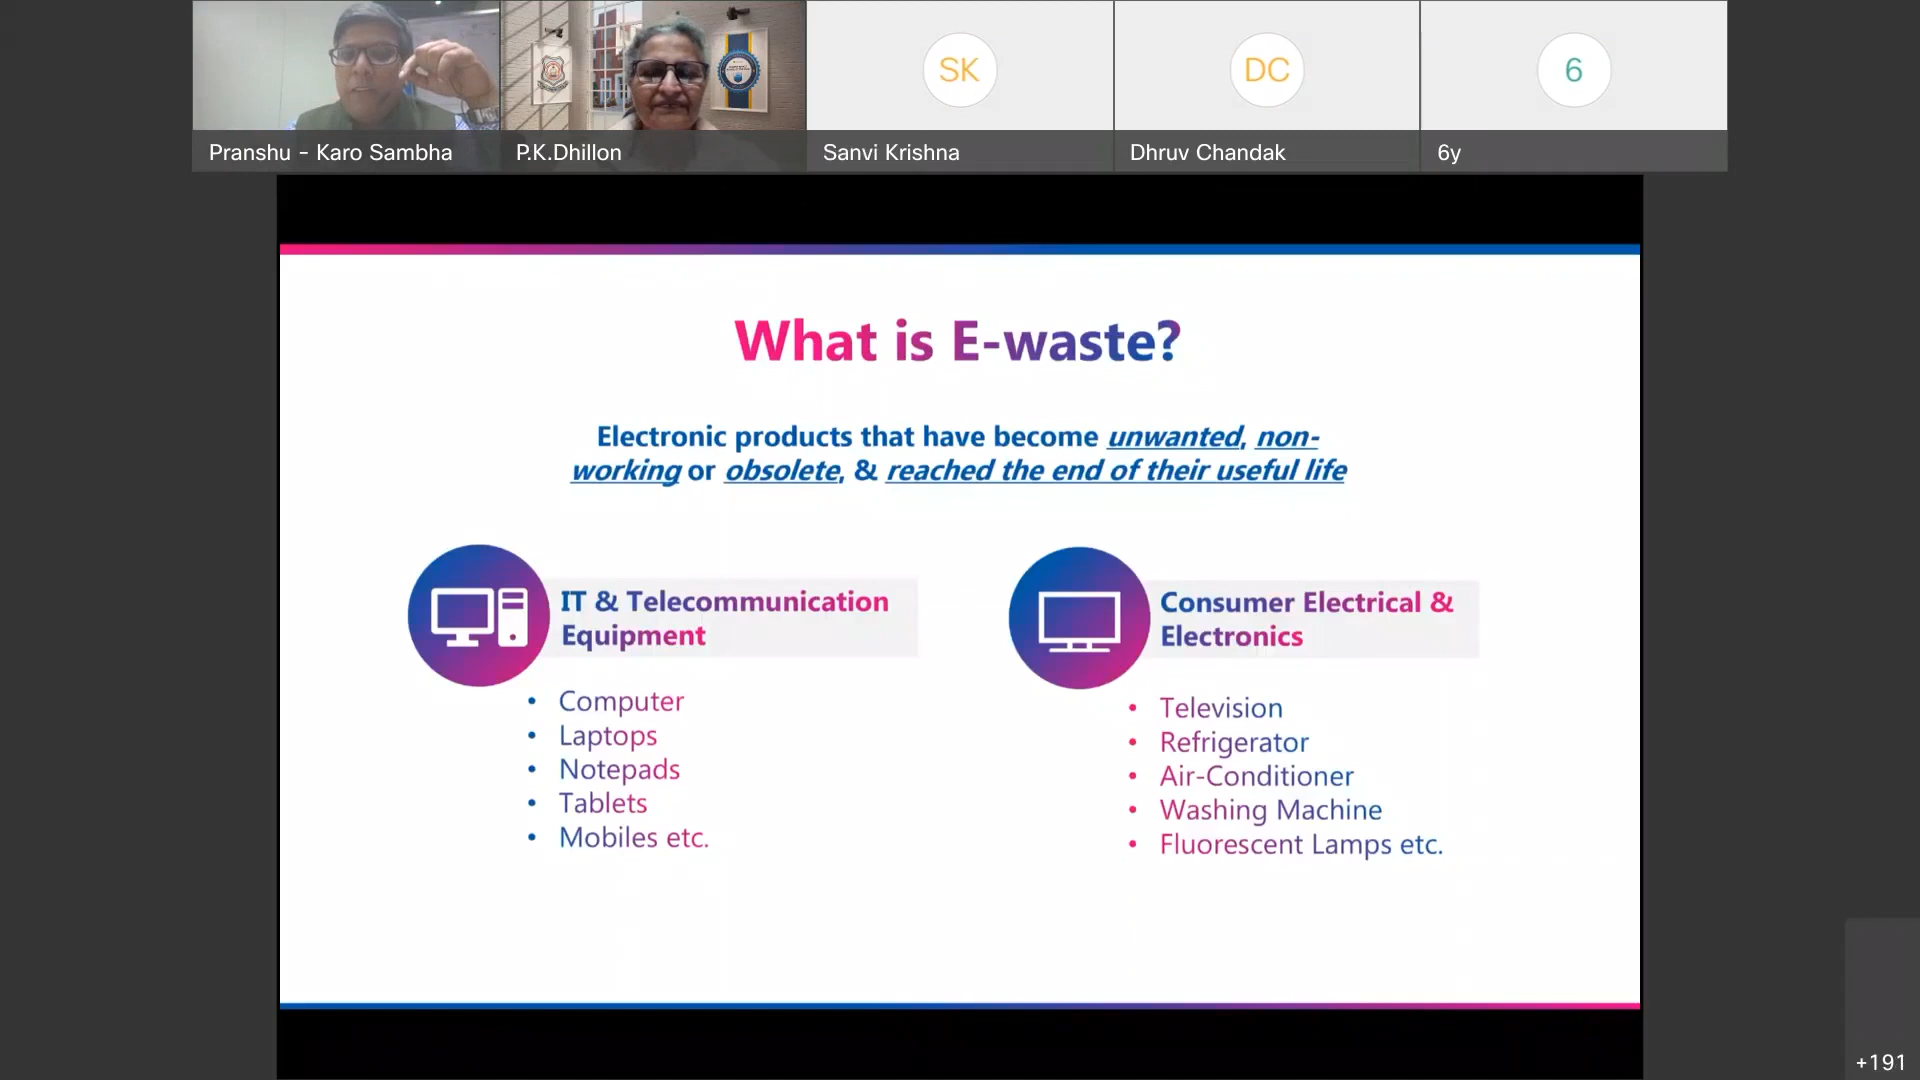 SK
DC
6
Pranshu - Karo Sambha
P.K.Dhillon
Sanvi Krishna
Dhruv Chandak
6y
What is E-waste?
Electronic products that have become unwanted, non-
working or obsolete, & reached the end of their useful life
IT & Telecommunication
Equipment
• Computer
• Laptops
• Notepads
• Tablets
• Mobiles etc.
Consumer Electrical &
Electronics
• Television
• Refrigerator
• Air-Conditioner
• Washing Machine
• Fluorescent Lamps etc.
+191